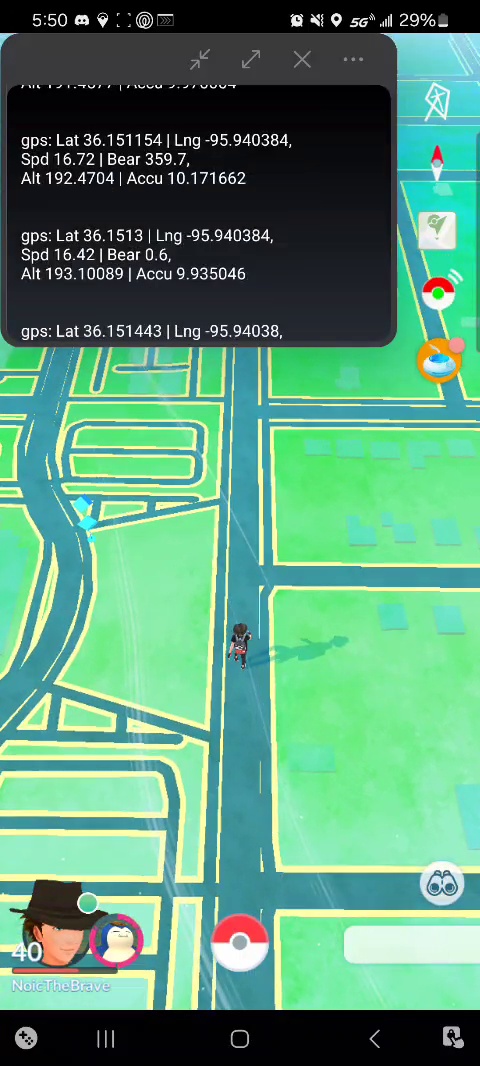 5:50
5G
29%
gps: Lat 36.151154 | Lng -95.940384,
Spd 16.72 | Bear 359.7,
Alt 192.4704 | Accu 10.171662
gps: Lat 36.1513 | Lng -95.940384,
Spd 16.42 | Bear 0.6,
Alt 193.10089 | Accu 9.935046
gps: Lat 36.151443 | Lng -95.94038,
40
NoicTheBrave